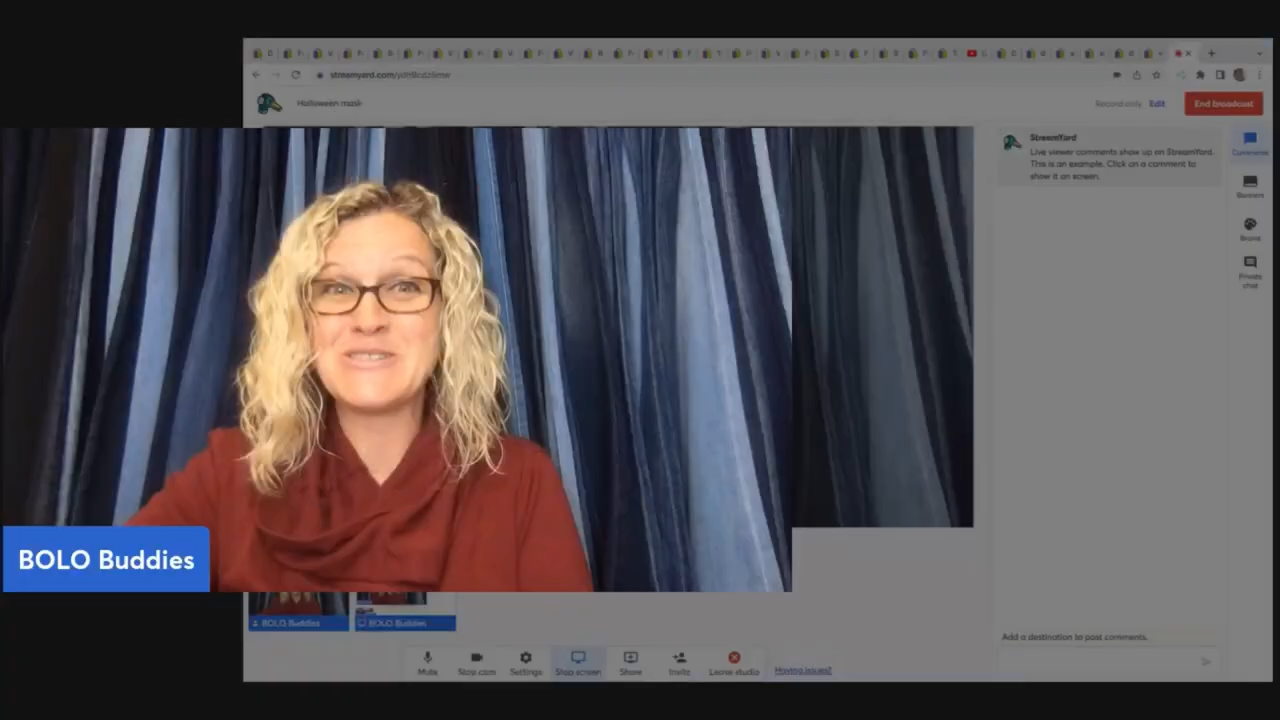 streamyard.com/
Halloween mask
Record only
Edit
End broadcast
StreamYard
Live viewer comments show up on StreamYard.
This is an example. Click on a comment to
show it on screen.
Comments
Banners
Brand
Private
chat
BOLO Buddies
BOLO Buddies
BOLO Buddies
Add a destination to post comments.
Mute
Stop cam
Settings
Stop screen
Share
Invite
Leave studio
Having issues?